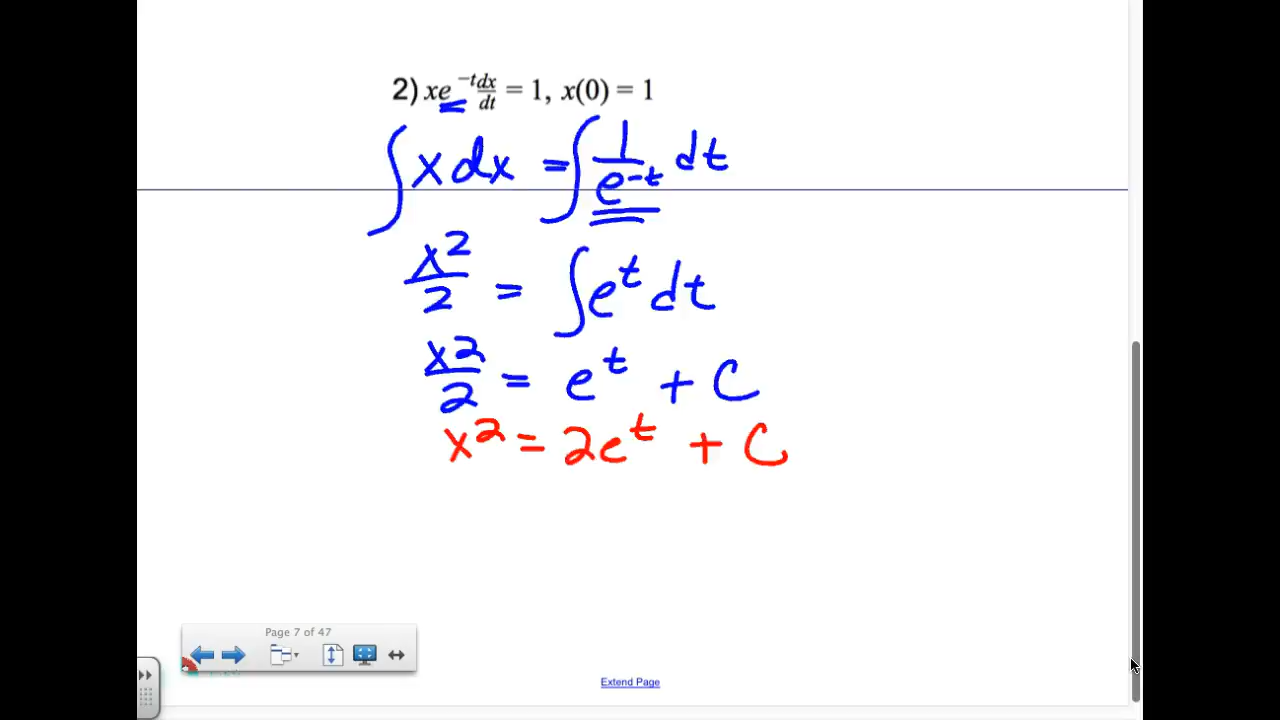 2) xe^{-t} dx/dt = 1, x(0) = 1
∫ x dx = ∫ 1/e^{-t} dt
x²/2 = ∫ e^t dt
x²/2 = e^t + C
x² = 2e^t + C
Page 7 of 47
Extend Page